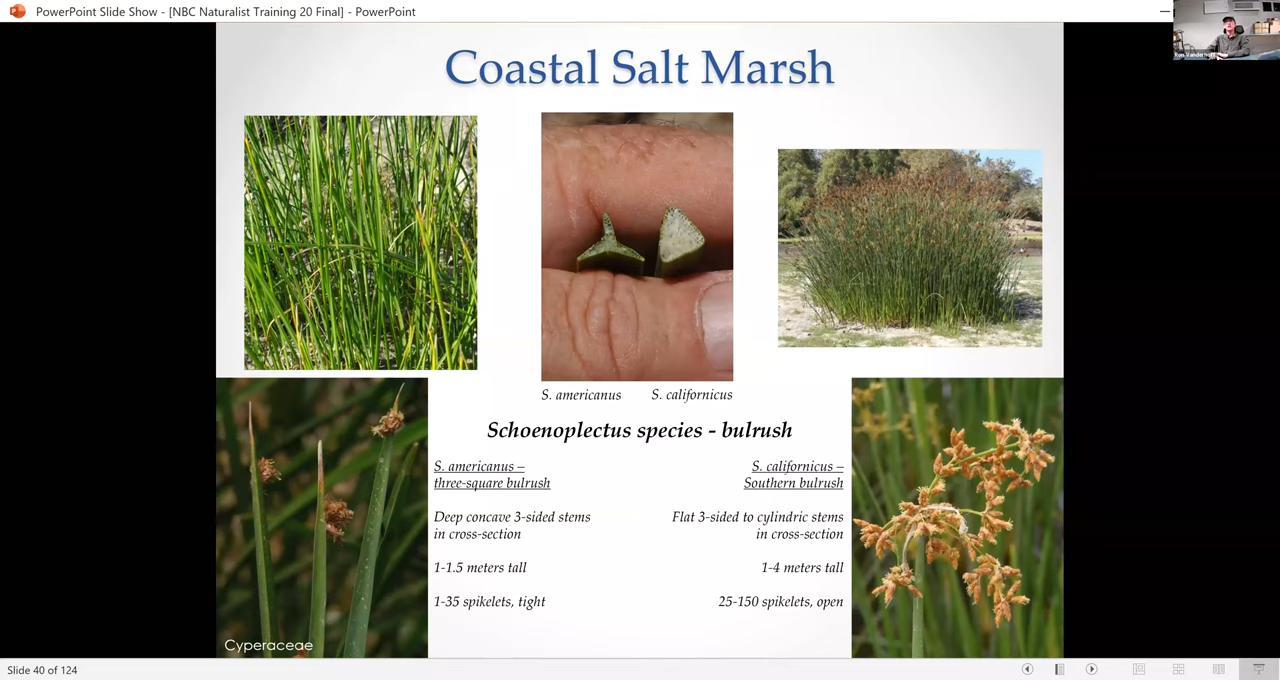 PowerPoint Slide Show - [NBC Naturalist Training 20 Final] - PowerPoint
Coastal Salt Marsh
S. americanus
S. californicus
Schoenoplectus species - bulrush
S. americanus –
three-square bulrush
Deep concave 3-sided stems
in cross-section
1-1.5 meters tall
1-35 spikelets, tight
S. californicus –
Southern bulrush
Flat 3-sided to cylindric stems
in cross-section
1-4 meters tall
25-150 spikelets, open
Cyperaceae
Slide 40 of 124